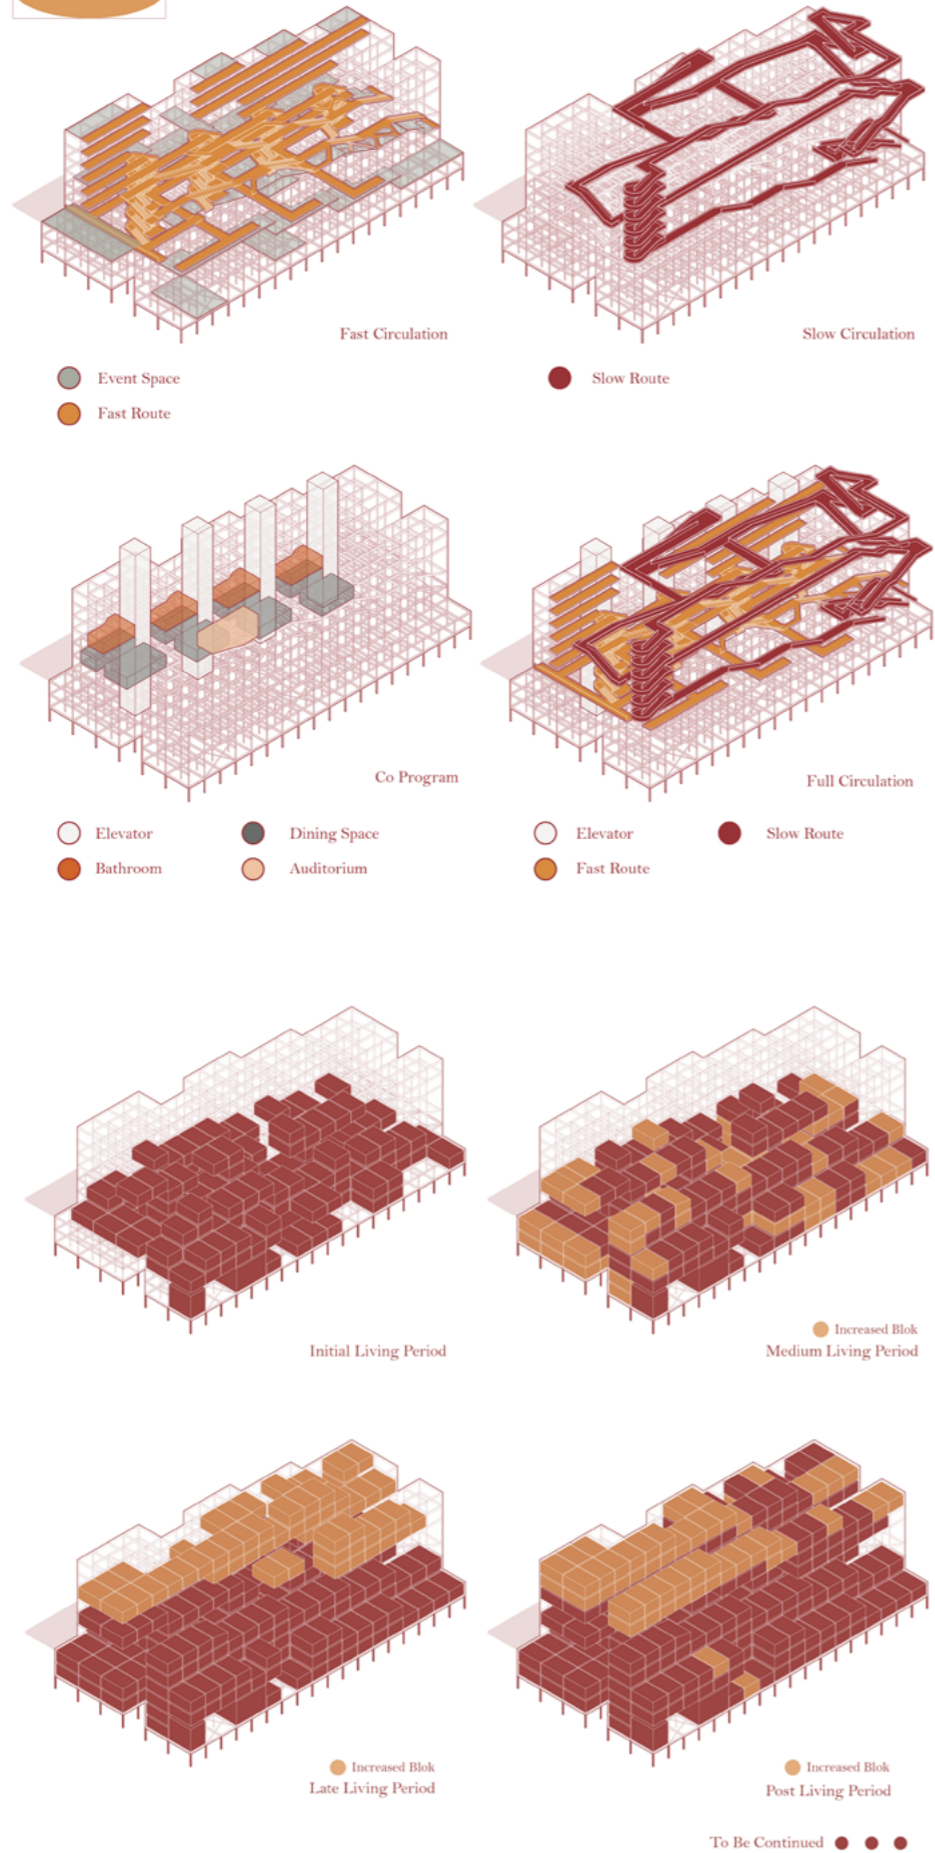 Fast Circulation
Slow Circulation
Event Space
Slow Route
Fast Route
Co Program
Full Circulation
Elevator
Dining Space
Elevator
Slow Route
Bathroom
Auditorium
Fast Route
Initial Living Period
Increased Blok
Medium Living Period
Increased Blok
Late Living Period
Increased Blok
Post Living Period
To Be Continued